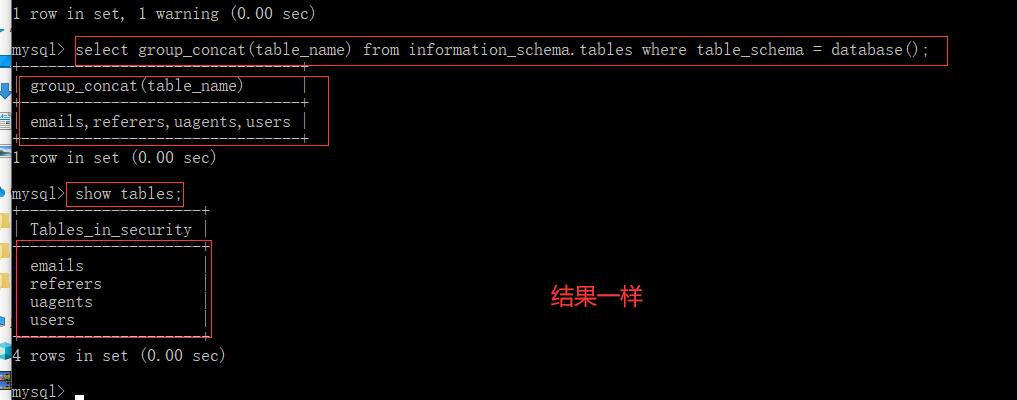 1 row in set, 1 warning (0.00 sec)
mysql> select group_concat(table_name) from information_schema.tables where table_schema = database();
+------------------------------+
| group_concat(table_name)     |
+------------------------------+
| emails,referers,uagents,users |
+------------------------------+
1 row in set (0.00 sec)
mysql> show tables;
+--------------------+
| Tables_in_security |
+--------------------+
| emails             |
| referers           |
| uagents            |
| users              |
+--------------------+
结果一样
4 rows in set (0.00 sec)
mysql>